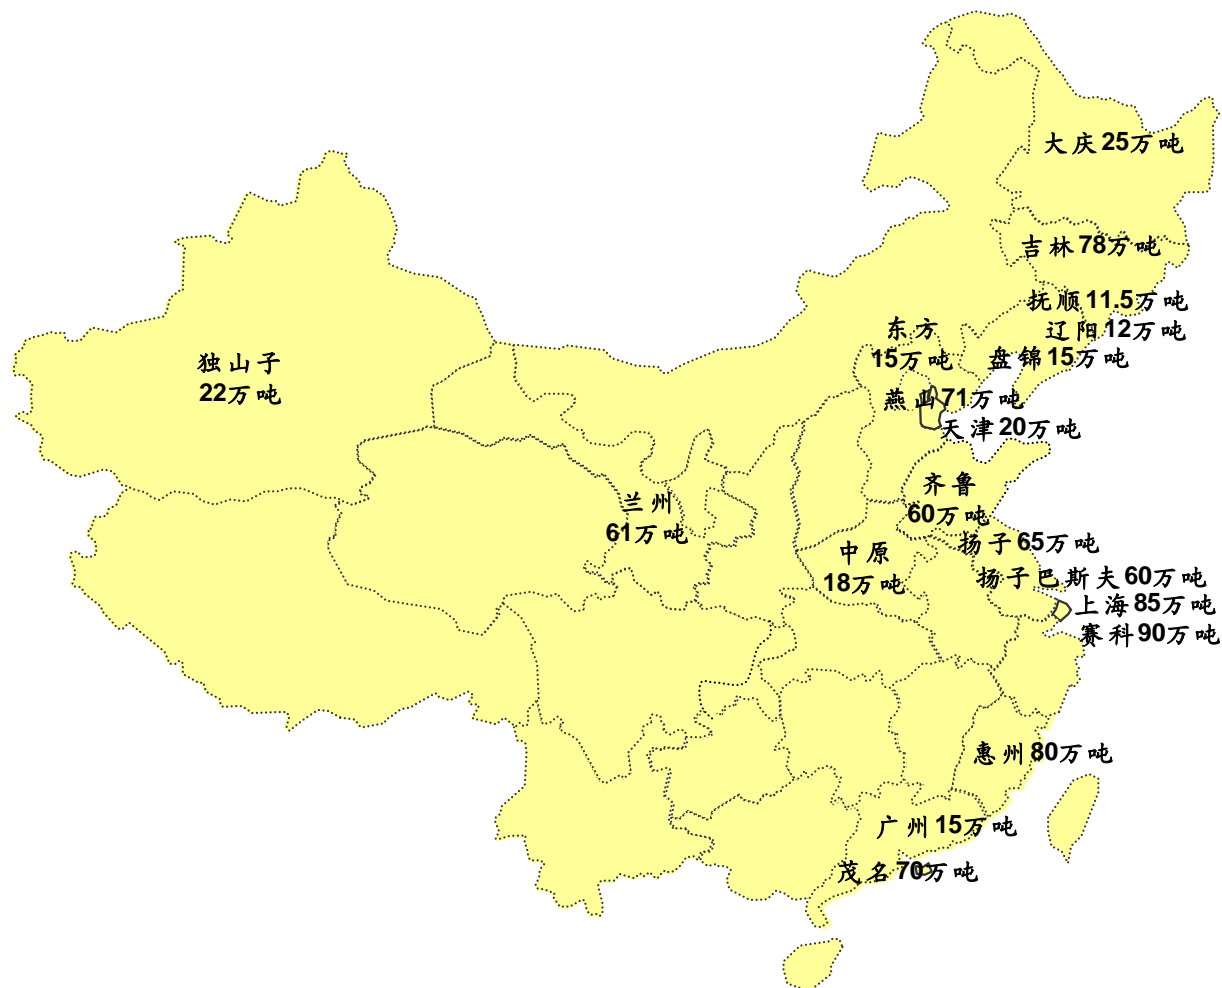 大庆25万吨
吉林78万吨
抚顺11.5万吨
辽阳12万吨
盘锦15万吨
东方
15万吨
独山子
22万吨
燕山71万吨
天津20万吨
齐鲁
60万吨
兰州
61万吨
扬子65万吨
中原
18万吨
扬子巴斯夫60万吨
上海85万吨
赛科90万吨
惠州80万吨
广州15万吨
茂名70万吨